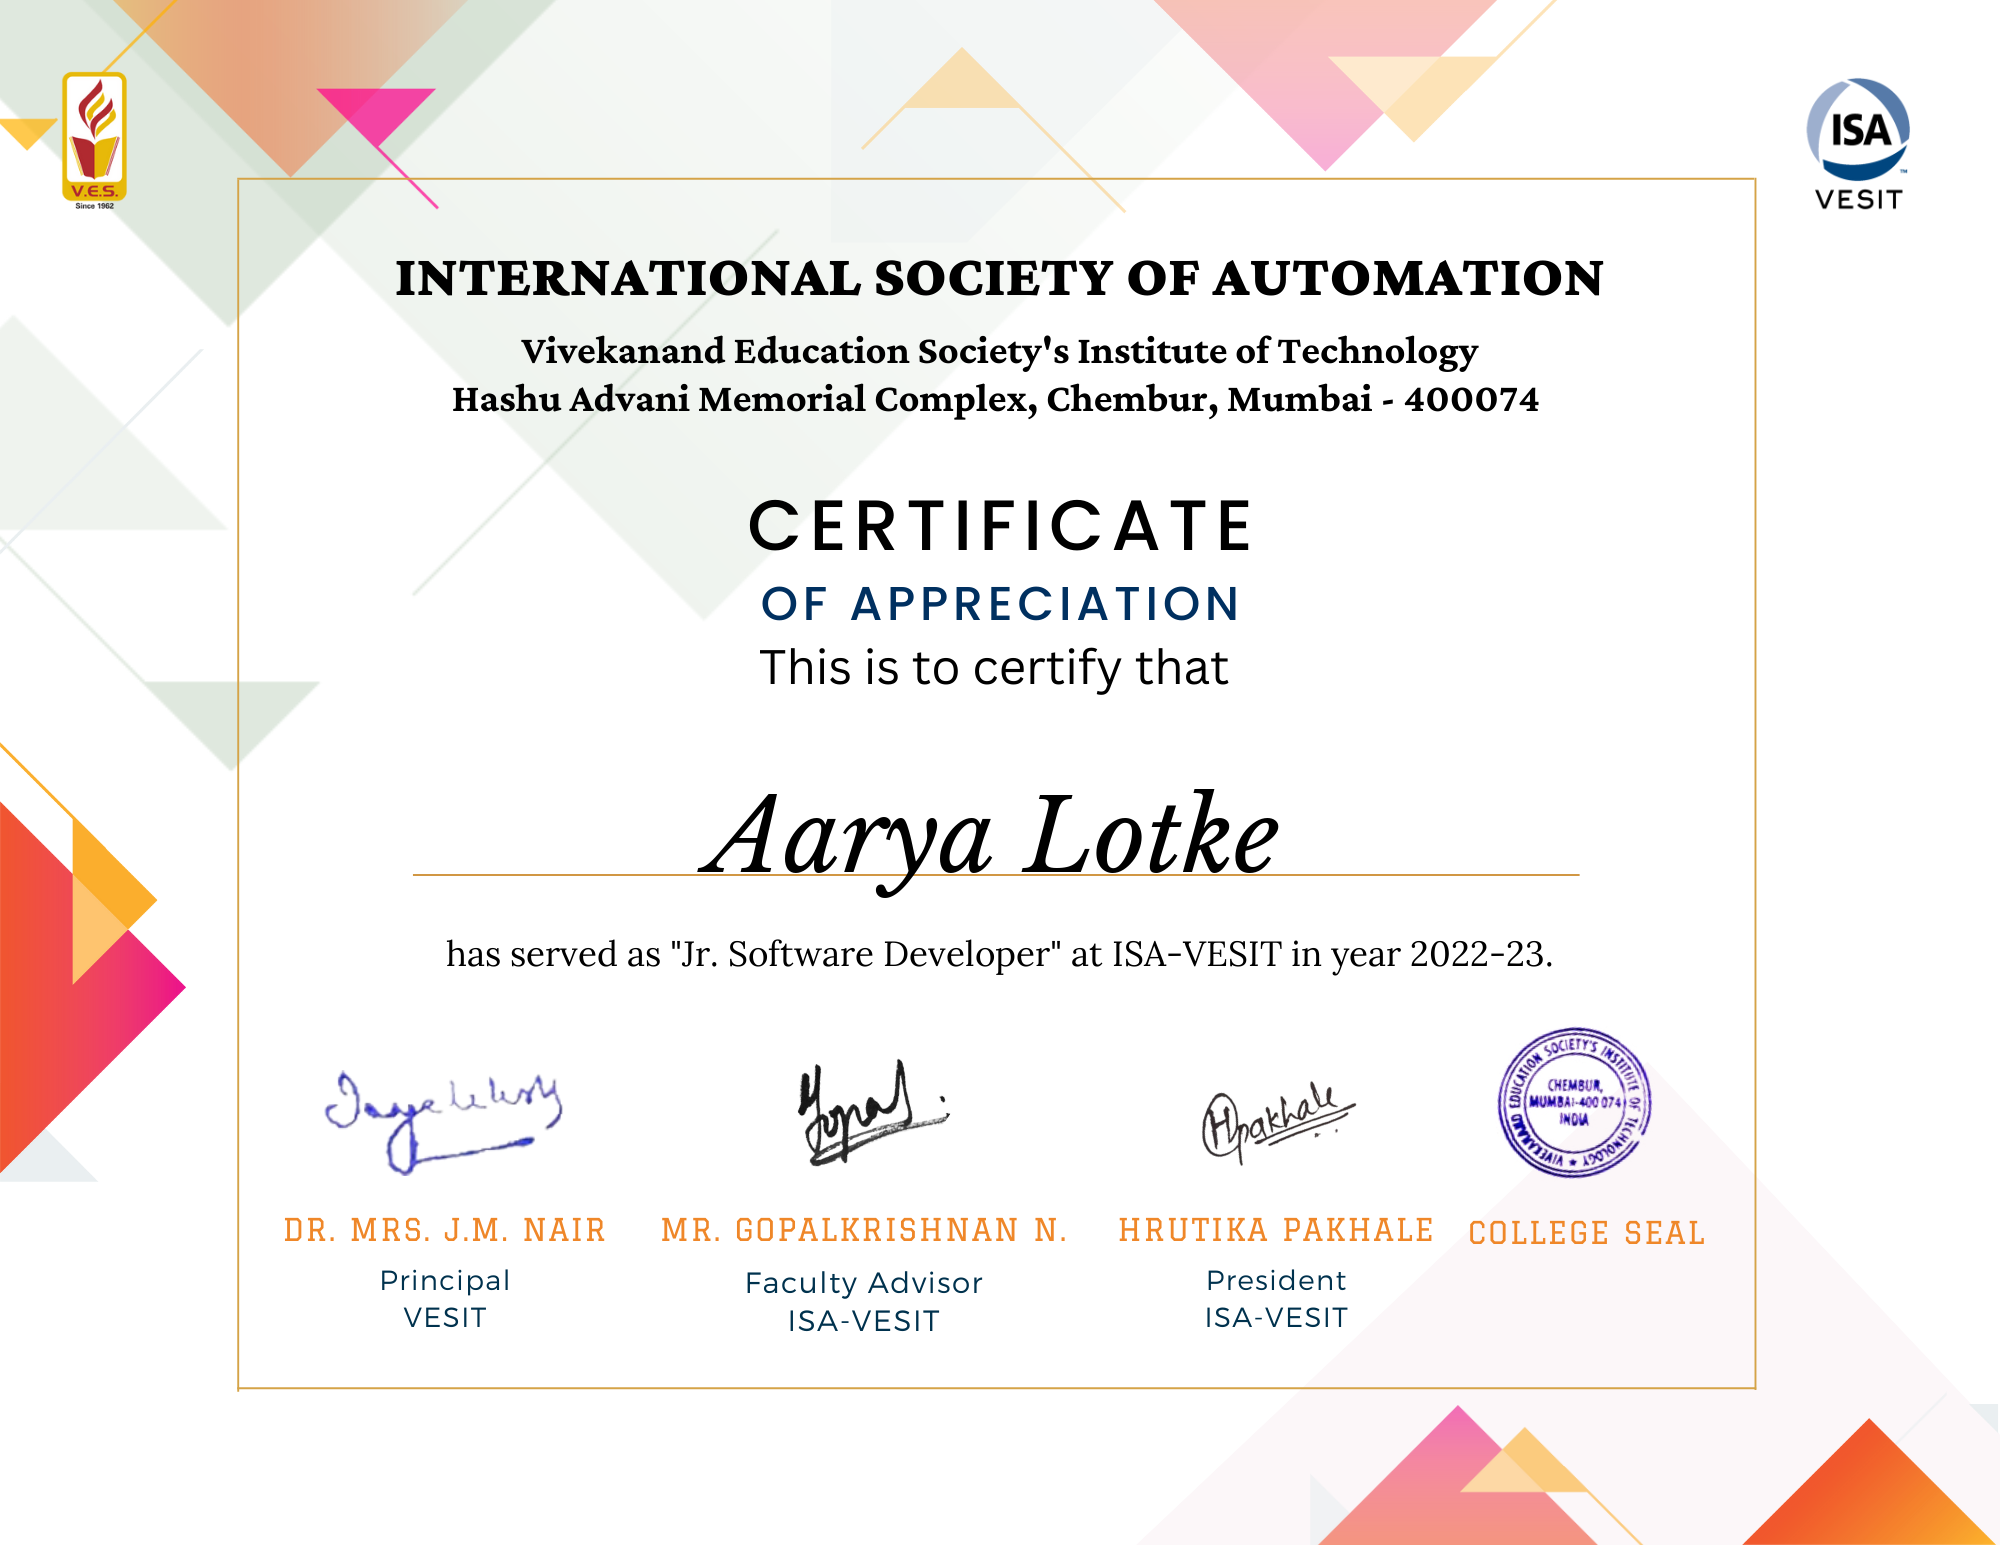 V.E.S.
Since 1962
ISA
TM
VESIT
INTERNATIONAL SOCIETY OF AUTOMATION
Vivekanand Education Society's Institute of Technology
Hashu Advani Memorial Complex, Chembur, Mumbai - 400074
CERTIFICATE
OF APPRECIATION
This is to certify that
Aarya Lotke
has served as "Jr. Software Developer" at ISA-VESIT in year 2022-23.
Hpakhale
VIVEKANAND EDUCATION SOCIETY'S INSTITUTE OF TECHNOLOGY ★
CHEMBUR,
MUMBAI-400 074
INDIA
DR. MRS. J.M. NAIR MR. GOPALKRISHNAN N. HRUTIKA PAKHALE COLLEGE SEAL
Principal Faculty Advisor President
VESIT ISA-VESIT ISA-VESIT